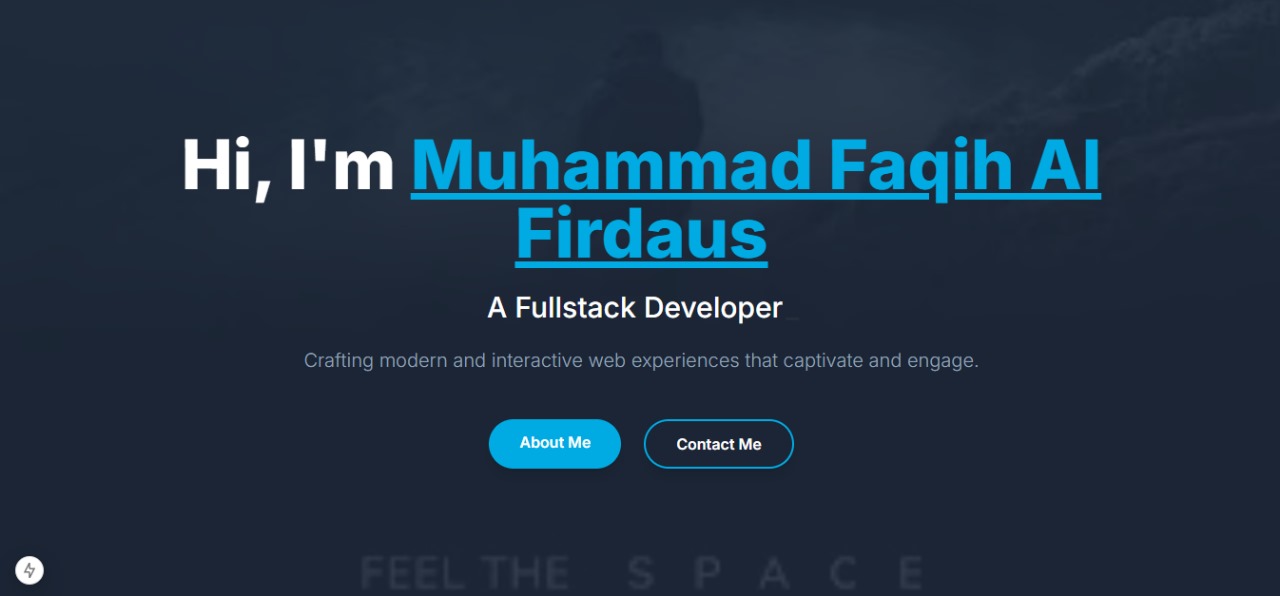 Hi, I'm Muhammad Faqih Al
Firdaus
A Fullstack Developer_
Crafting modern and interactive web experiences that captivate and engage.
About Me
Contact Me
FEEL THE S P A C E